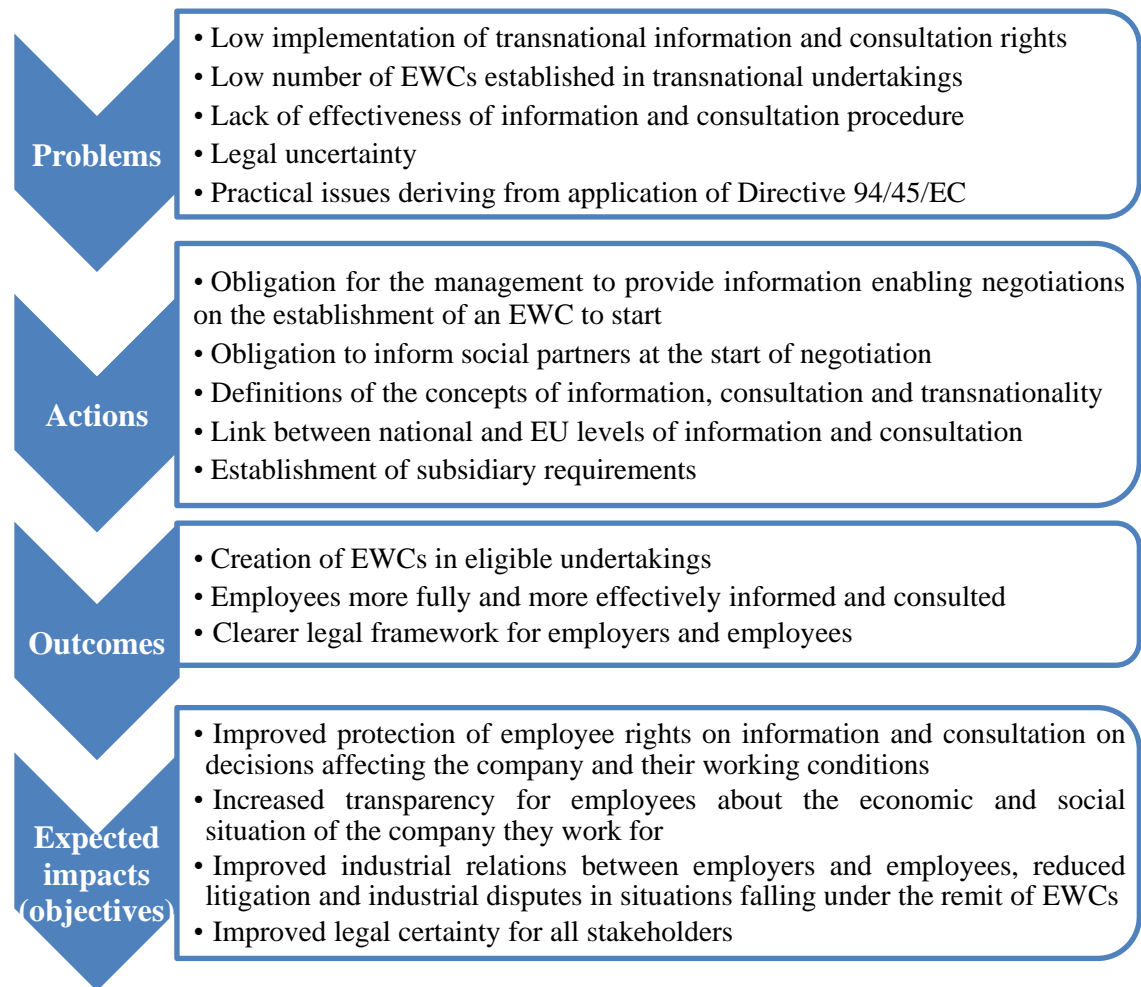 Problems
• Low implementation of transnational information and consultation rights
• Low number of EWCs established in transnational undertakings
• Lack of effectiveness of information and consultation procedure
• Legal uncertainty
• Practical issues deriving from application of Directive 94/45/EC
Actions
• Obligation for the management to provide information enabling negotiations
on the establishment of an EWC to start
• Obligation to inform social partners at the start of negotiation
• Definitions of the concepts of information, consultation and transnationality
• Link between national and EU levels of information and consultation
• Establishment of subsidiary requirements
Outcomes
• Creation of EWCs in eligible undertakings
• Employees more fully and more effectively informed and consulted
• Clearer legal framework for employers and employees
Expected
impacts
(objectives)
• Improved protection of employee rights on information and consultation on
decisions affecting the company and their working conditions
• Increased transparency for employees about the economic and social
situation of the company they work for
• Improved industrial relations between employers and employees, reduced
litigation and industrial disputes in situations falling under the remit of EWCs
• Improved legal certainty for all stakeholders